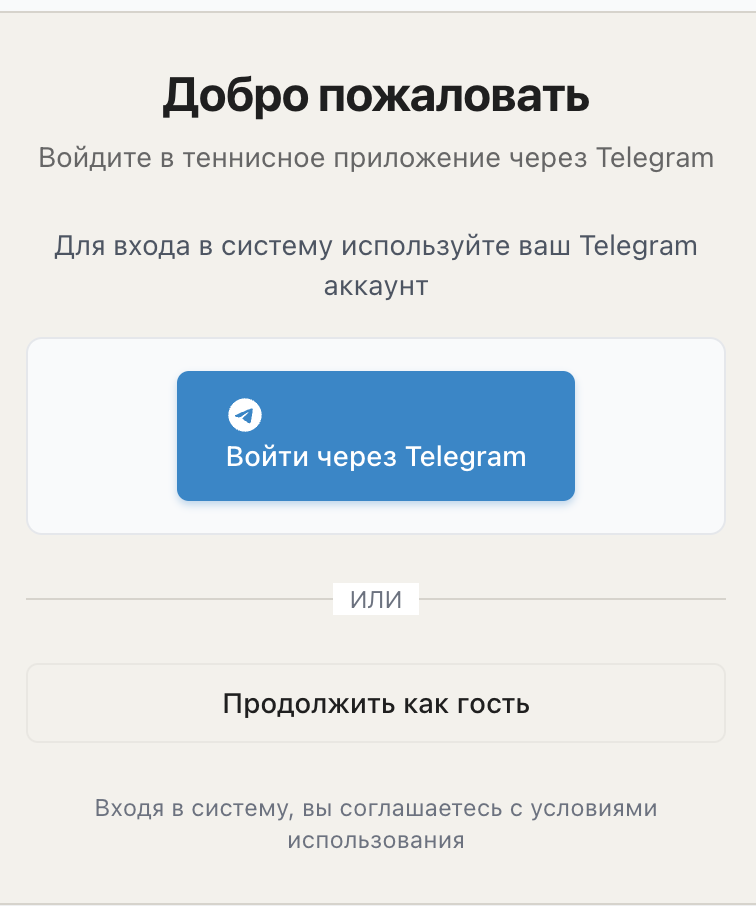 Добро пожаловать
Войдите в теннисное приложение через Telegram
Для входа в систему используйте ваш Telegram
аккаунт
Войти через Telegram
ИЛИ
Продолжить как гость
Входя в систему, вы соглашаетесь с условиями
использования